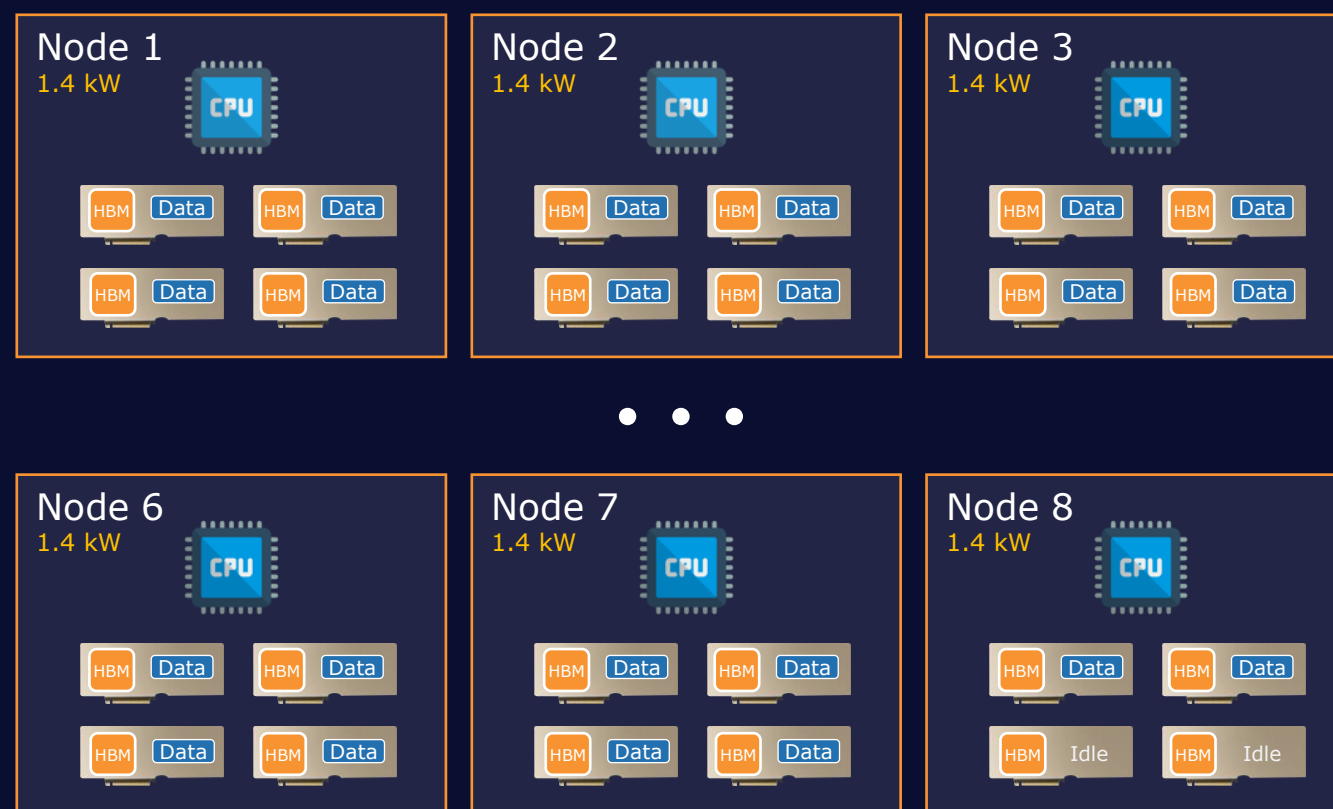 Node 1
1.4 kW
CPU
HBM Data HBM Data
HBM Data HBM Data
Node 2
1.4 kW
CPU
HBM Data HBM Data
HBM Data HBM Data
Node 3
1.4 kW
CPU
HBM Data HBM Data
HBM Data HBM Data
• • •
Node 6
1.4 kW
CPU
HBM Data HBM Data
HBM Data HBM Data
Node 7
1.4 kW
CPU
HBM Data HBM Data
HBM Data HBM Data
Node 8
1.4 kW
CPU
HBM Data HBM Data
HBM Idle HBM Idle